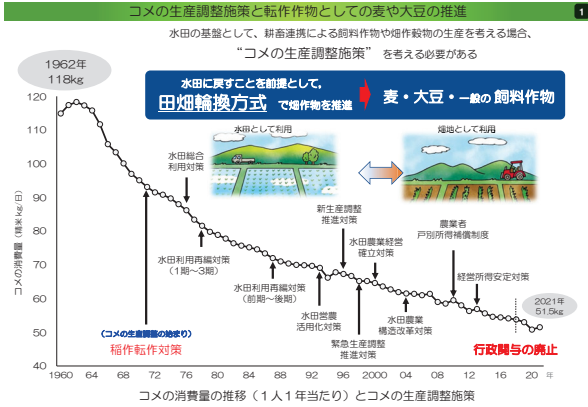 コメの生産調整施策と転作作物としての麦や大豆の推進
1
水田の基盤として、耕畜連携による飼料作物や畑作穀物の生産を考える場合、
“コメの生産調整施策” を考える必要がある
1962年
118kg
水田に戻すことを前提として，
田畑輪換方式 で畑作物を推進
麦・大豆・一般の飼料作物
水田として利用
畑地として利用
コメの消費量（精米kg/日）
120
100
90
80
70
60
50
40
1960 64 68 72 76 80 84 88 92 96 2000 04 08 12 16 20 年
水田総合
利用対策
水田利用再編対策
（1期～3期）
水田利用再編対策
（前期～後期）
水田営農
活用化対策
新生産調整
推進対策
緊急生産調整
推進対策
水田農業経営
確立対策
水田農業
構造改革対策
農業者
戸別所得補償制度
経営所得安定対策
2021年
51.5kg
（コメの生産調整の始まり）
稲作転作対策
行政関与の廃止
コメの消費量の推移（１人１年当たり）とコメの生産調整施策